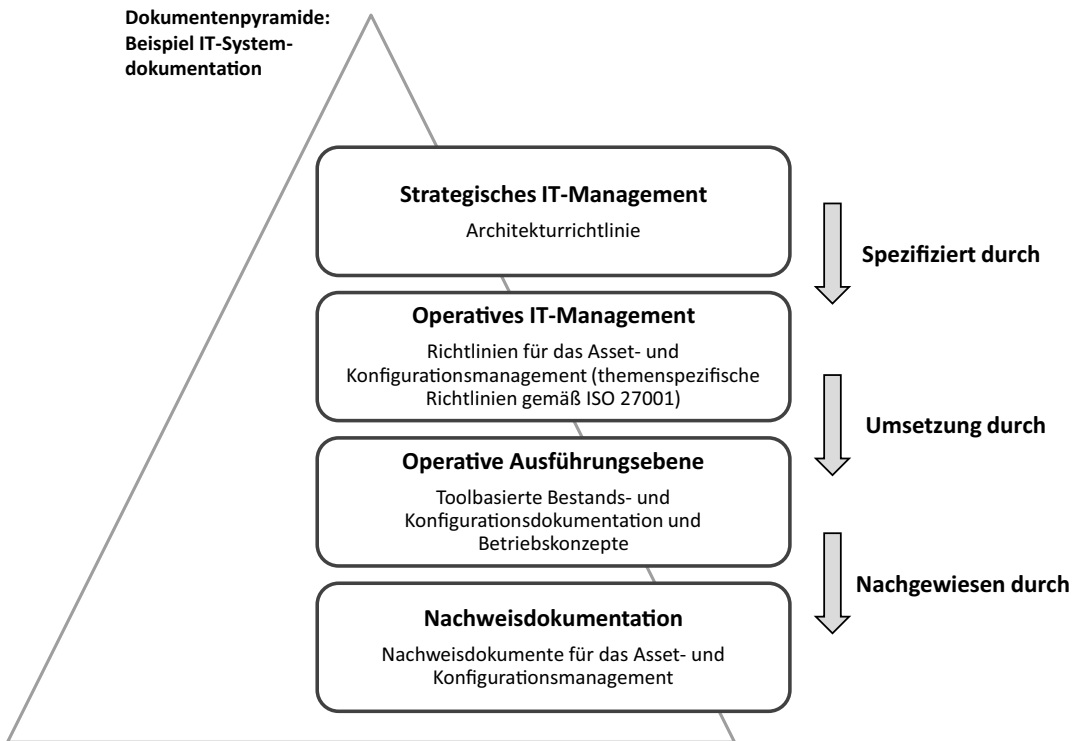 Dokumentenpyramide:
Beispiel IT-System-
dokumentation
Strategisches IT-Management
Architekturrichtlinie
Spezifiziert durch
Operatives IT-Management
Richtlinien für das Asset- und
Konfigurationsmanagement (themenspezifische
Richtlinien gemäß ISO 27001)
Umsetzung durch
Operative Ausführungsebene
Toolbasierte Bestands- und
Konfigurationsdokumentation und
Betriebskonzepte
Nachgewiesen durch
Nachweisdokumentation
Nachweisdokumente für das Asset- und
Konfigurationsmanagement